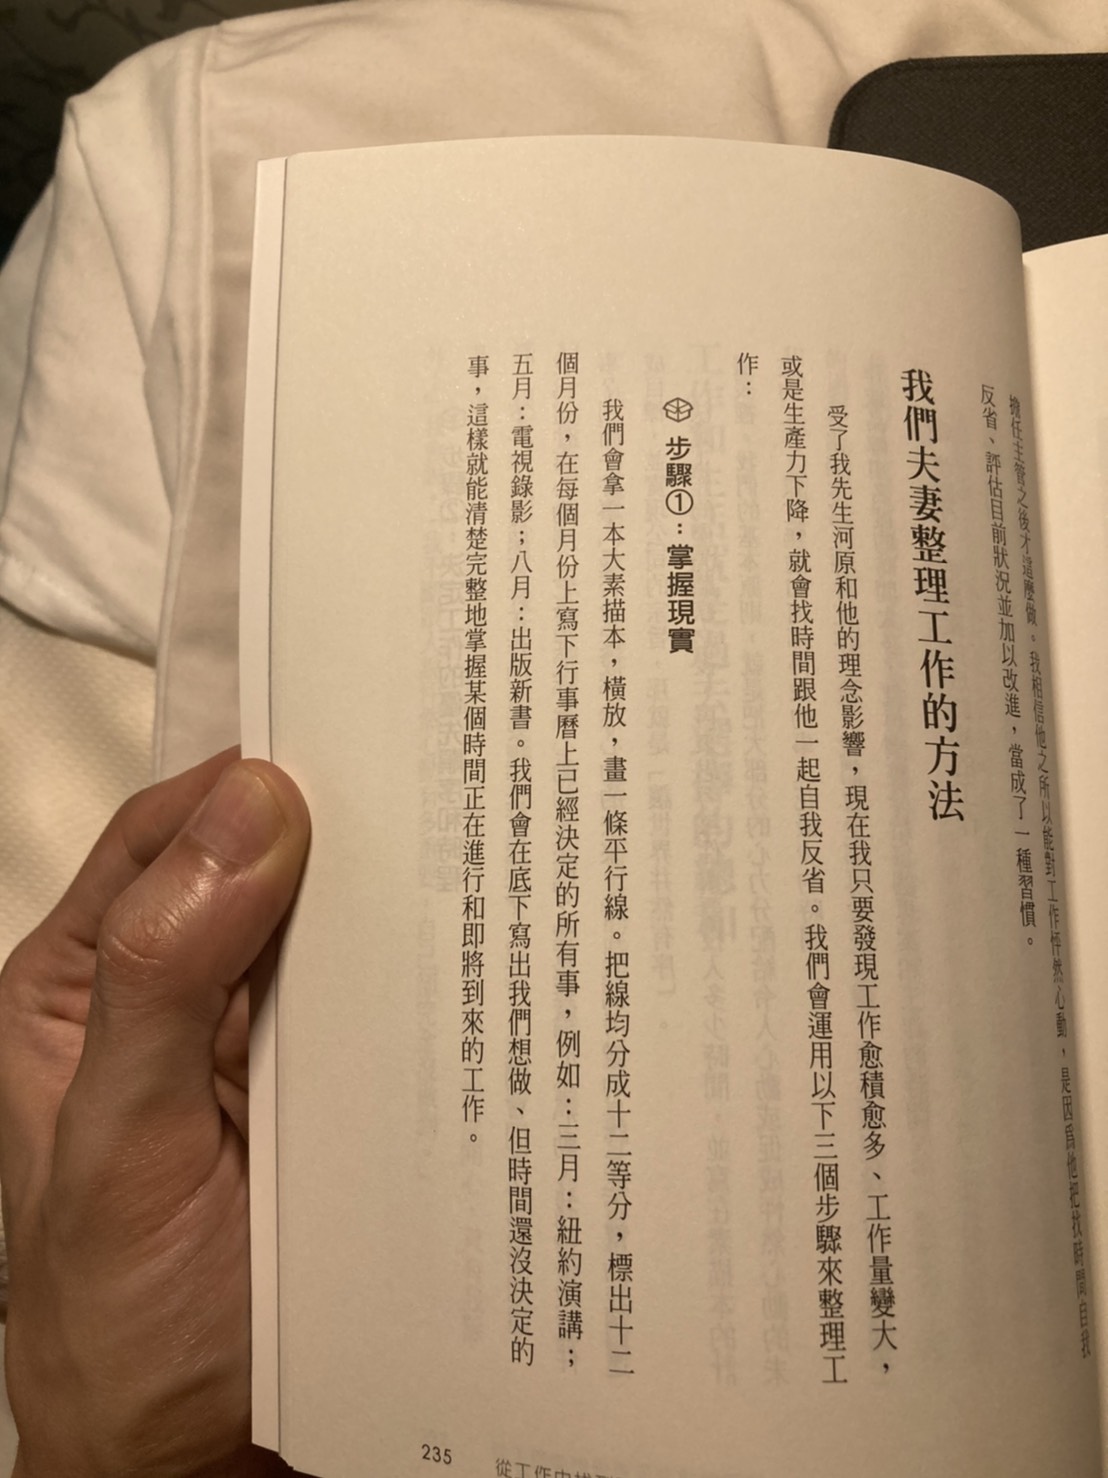 擔任主管之後才這麼做。我相信他之所以能對工作怦然心動，是因為他把找時間自我
反省、評估目前狀況並加以改進，當成了一種習慣。
我們夫妻整理工作的方法
受了我先生河原和他的理念影響，現在我只要發現工作愈積愈多、工作量變大，
或是生產力下降，就會找時間跟他一起自我反省。我們會運用以下三個步驟來整理工
作：
步驟①：掌握現實
我們會拿一本大素描本，橫放，畫一條平行線。把線均分成十二等分，標出十二
個月份，在每個月份上寫下行事曆上已經決定的所有事，例如：三月：紐約演講；
五月：電視錄影；八月：出版新書。我們會在底下寫出我們想做、但時間還沒決定的
事，這樣就能清楚完整地掌握某個時間正在進行和即將到來的工作。
235
從工作中找